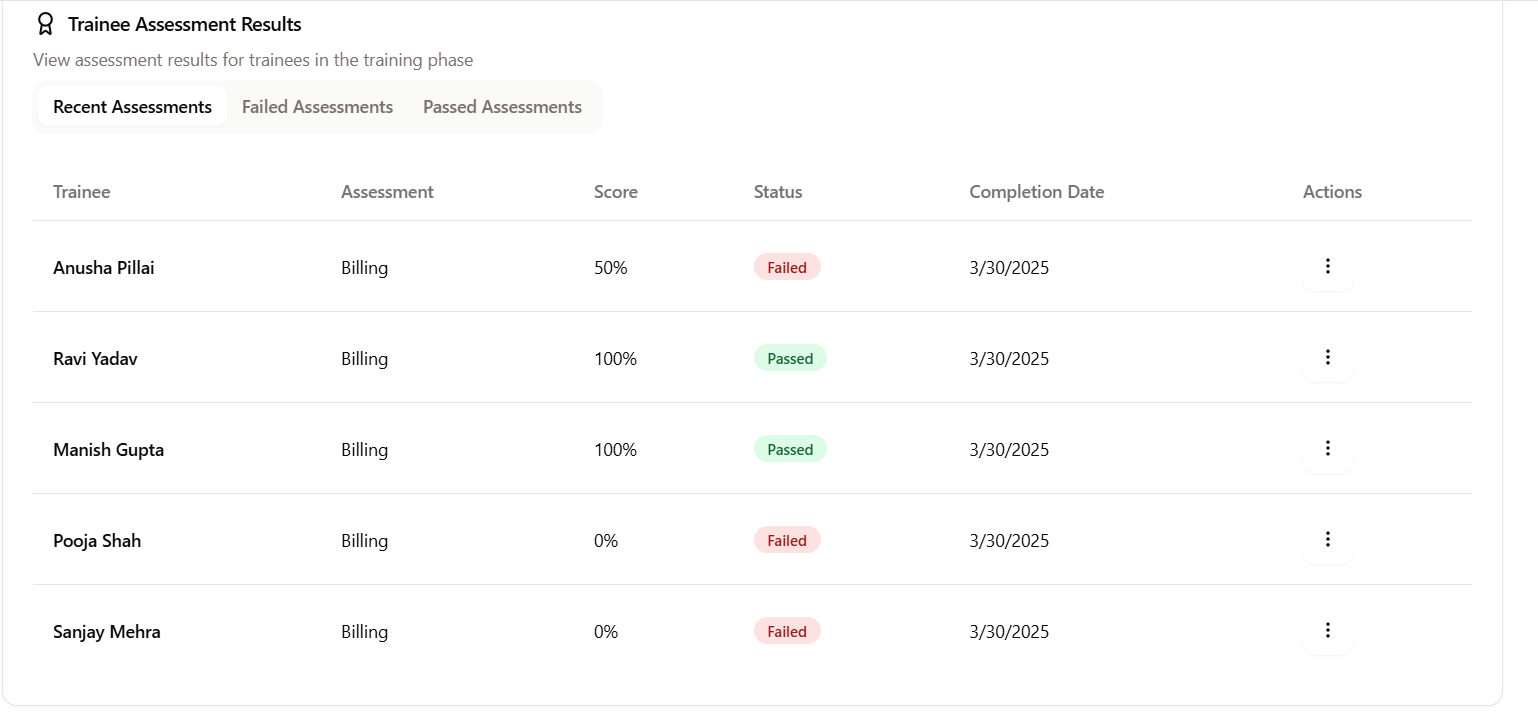 Trainee Assessment Results
View assessment results for trainees in the training phase
Recent Assessments Failed Assessments Passed Assessments
Trainee Assessment Score Status Completion Date Actions
Anusha Pillai Billing 50% Failed 3/30/2025
Ravi Yadav Billing 100% Passed 3/30/2025
Manish Gupta Billing 100% Passed 3/30/2025
Pooja Shah Billing 0% Failed 3/30/2025
Sanjay Mehra Billing 0% Failed 3/30/2025